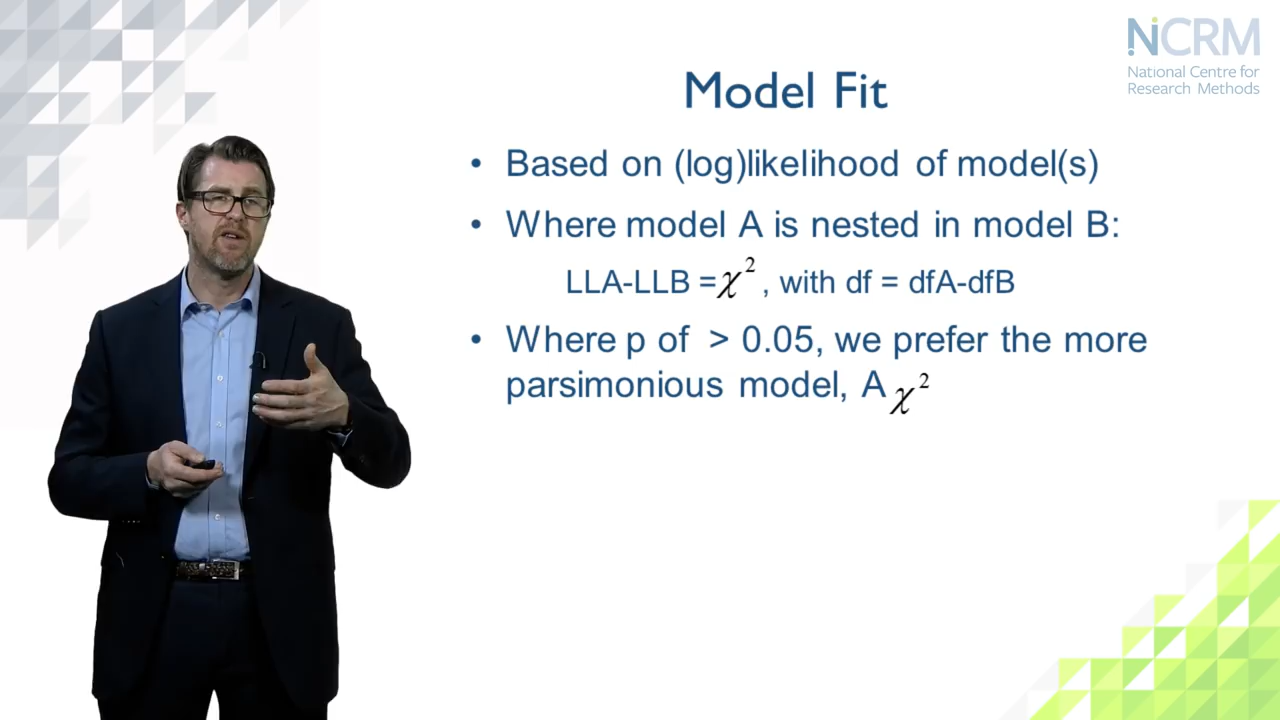 NCRM
National Centre for
Research Methods
Model Fit
• Based on (log)likelihood of model(s)
• Where model A is nested in model B:
LLA-LLB = χ², with df = dfA-dfB
• Where p of > 0.05, we prefer the more
parsimonious model, A χ²